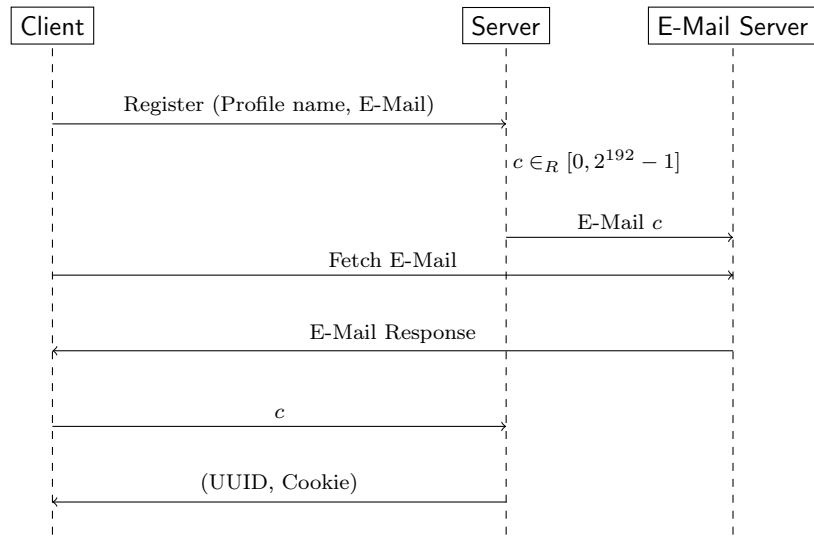 Client
Server
E-Mail Server
Register (Profile name, E-Mail)
c ∈_R [0, 2^192 − 1]
E-Mail c
Fetch E-Mail
E-Mail Response
c
(UUID, Cookie)